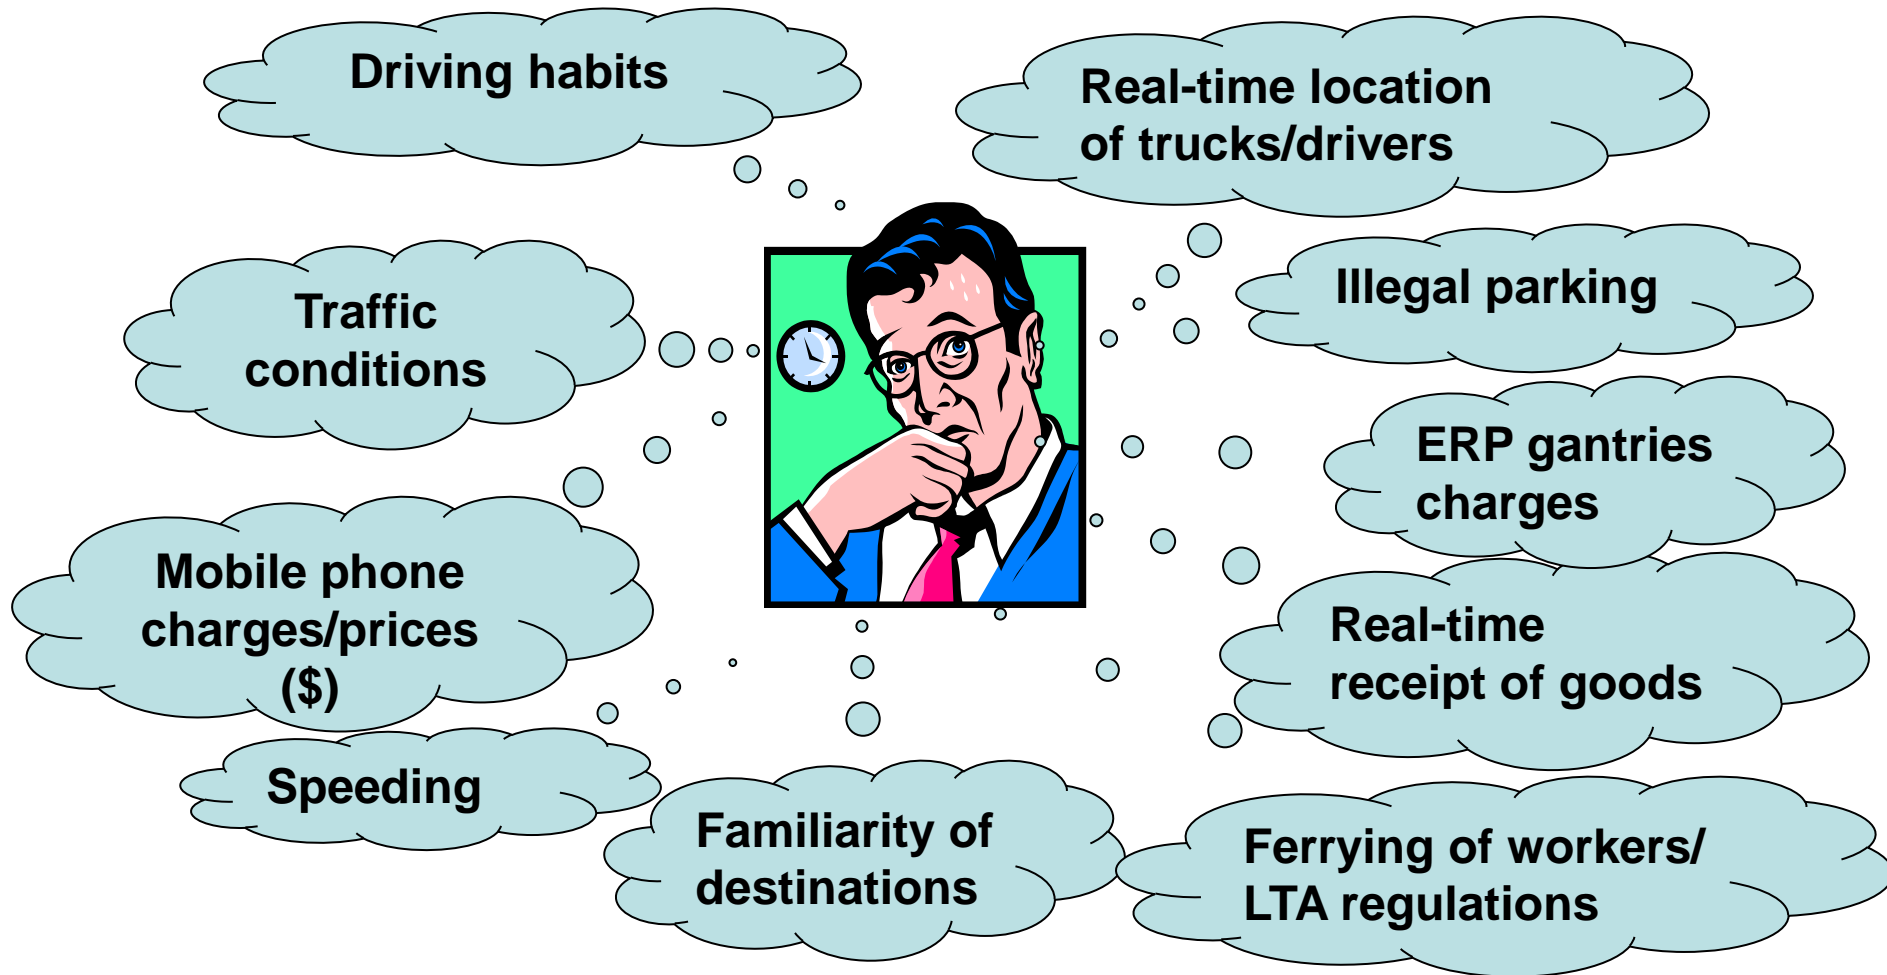 Driving habits
Real-time location
of trucks/drivers
Traffic
conditions
Illegal parking
ERP gantries
charges
Mobile phone
charges/prices
($)
Real-time
receipt of goods
Speeding
Familiarity of
destinations
Ferrying of workers/
LTA regulations